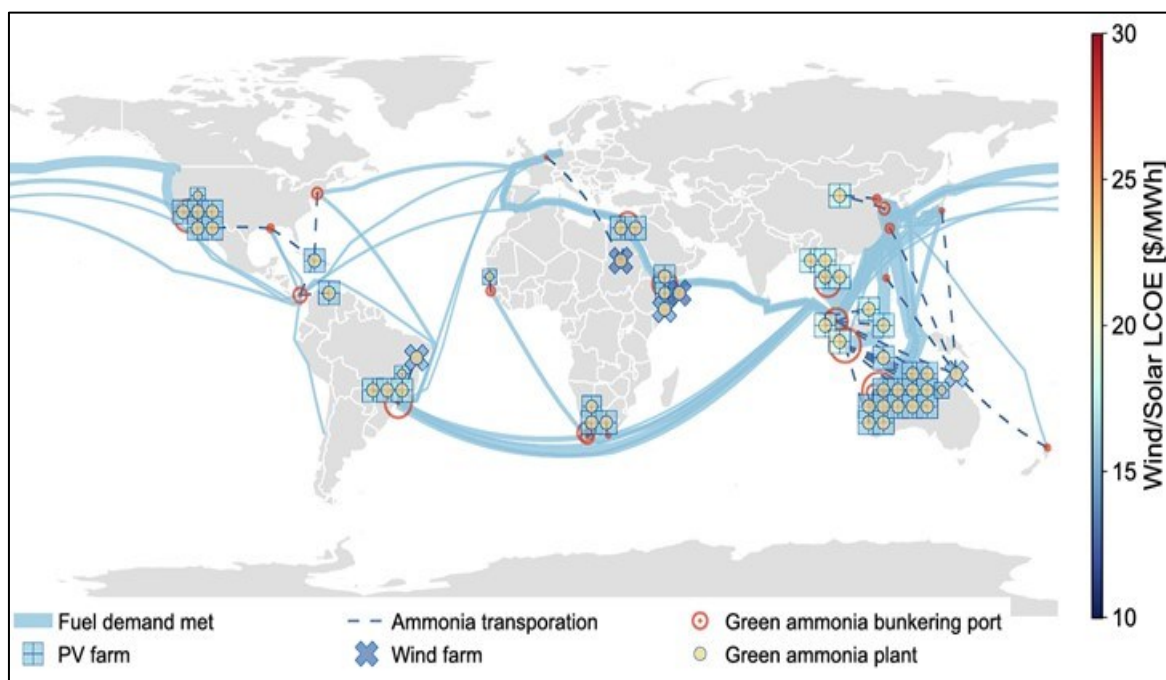 30
25
20
15
10
Wind/Solar LCOE [$/MWh]
Fuel demand met
Ammonia transporation
Green ammonia bunkering port
PV farm
Wind farm
Green ammonia plant